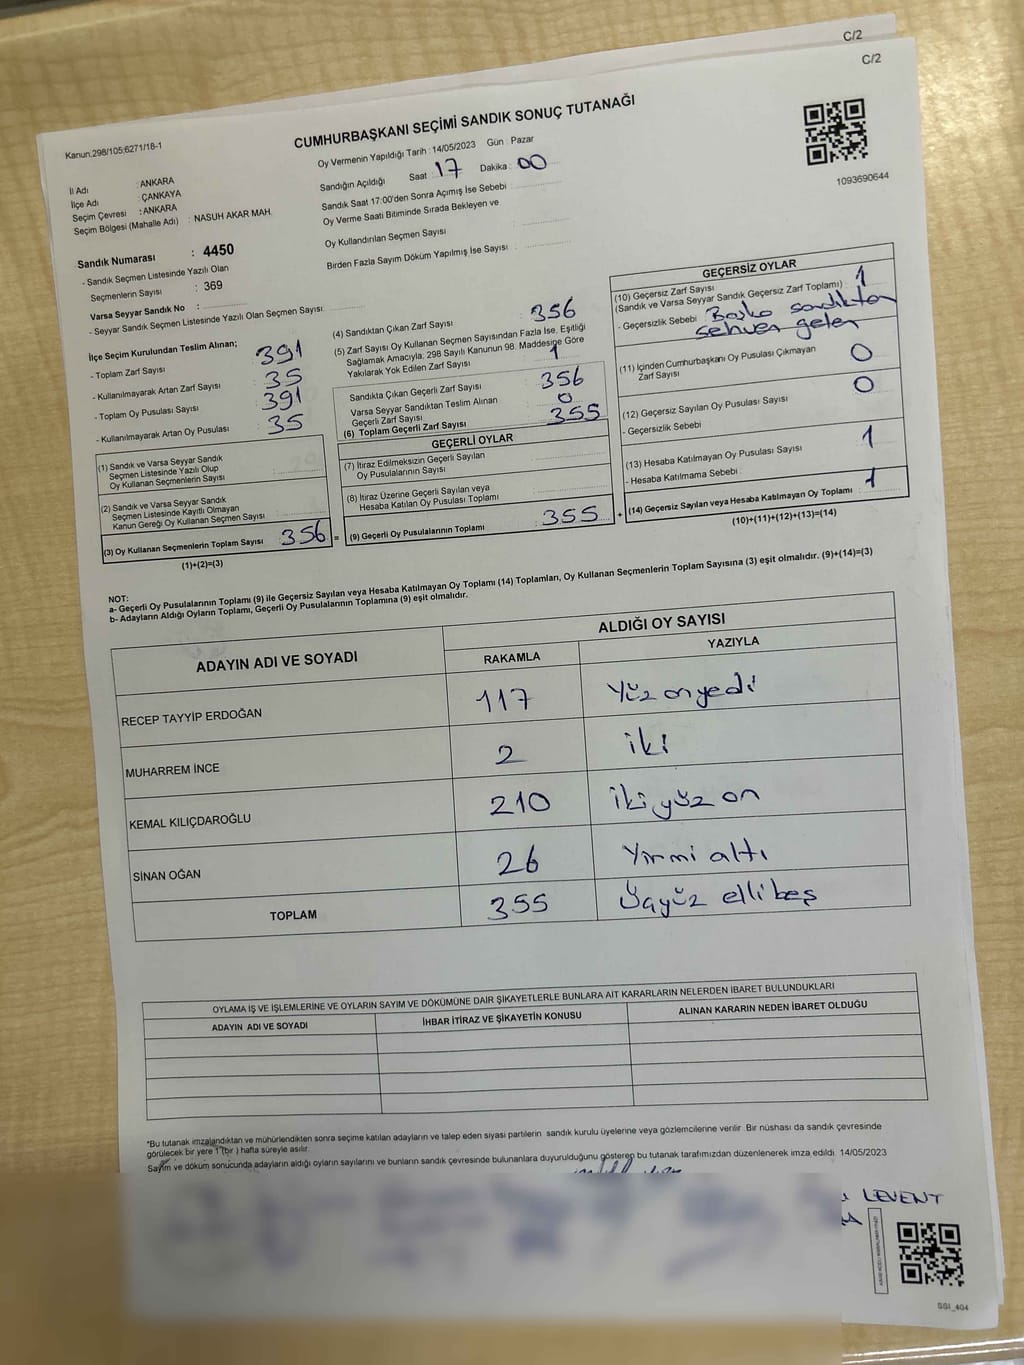 C/2
C/2
Kanun,298/105;6271/18-1
CUMHURBAŞKANI SEÇİMİ SANDIK SONUÇ TUTANAĞI
Oy Vermenin Yapıldığı Tarih : 14/05/2023 Gün : Pazar
Sandığın Açıldığı Saat : 17 Dakika : 00
Sandık Saat 17:00'den Sonra Açımış İse Sebebi :
Oy Verme Saati Bitiminde Sırada Bekleyen ve
Oy Kullandırılan Seçmen Sayısı :
Birden Fazla Sayım Döküm Yapılmış İse Sayısı :
1093690644
İl Adı : ANKARA
İlçe Adı : ÇANKAYA
Seçim Çevresi : ANKARA
Seçim Bölgesi (Mahalle Adı) : NASUH AKAR MAH.
Sandık Numarası : 4450
- Sandık Seçmen Listesinde Yazılı Olan
Seçmenlerin Sayısı : 369
Varsa Seyyar Sandık No :
- Seyyar Sandık Seçmen Listesinde Yazılı Olan Seçmen Sayısı:
İlçe Seçim Kurulundan Teslim Alınan;
- Toplam Zarf Sayısı : 391
- Kullanılmayarak Artan Zarf Sayısı : 35
- Toplam Oy Pusulası Sayısı : 391
- Kullanılmayarak Artan Oy Pusulası : 35
(1) Sandık ve Varsa Seyyar Sandık
Seçmen Listesinde Yazılı Olup
Oy Kullanan Seçmenlerin Sayısı :
(2) Sandık ve Varsa Seyyar Sandık
Seçmen Listesinde Kayıtlı Olmayan
Kanun Gereği Oy Kullanan Seçmen Sayısı :
(3) Oy Kullanan Seçmenlerin Toplam Sayısı : 356 =
(1)+(2)=(3)
(4) Sandıktan Çıkan Zarf Sayısı : 356
(5) Zarf Sayısı Oy Kullanan Seçmen Sayısından Fazla İse, Eşitliği
Sağlamak Amacıyla, 298 Sayılı Kanunun 98. Maddesine Göre
Yakılarak Yok Edilen Zarf Sayısı : 1
Sandıkta Çıkan Geçerli Zarf Sayısı : 356
Varsa Seyyar Sandıktan Teslim Alınan
Geçerli Zarf Sayısı : 0
(6) Toplam Geçerli Zarf Sayısı : 355
GEÇERLİ OYLAR
(7) İtiraz Edilmeksizin Geçerli Sayılan
Oy Pusulalarının Sayısı :
(8) İtiraz Üzerine Geçerli Sayılan veya
Hesaba Katılan Oy Pusulası Toplamı :
(9) Geçerli Oy Pusulalarının Toplamı : 355 +
GEÇERSİZ OYLAR
(10) Geçersiz Zarf Sayısı
(Sandık ve Varsa Seyyar Sandık Geçersiz Zarf Toplamı) : 1
- Geçersizlik Sebebi : Başka sandıktan
sehven gelen
(11) İçinden Cumhurbaşkanı Oy Pusulası Çıkmayan
Zarf Sayısı : 0
(12) Geçersiz Sayılan Oy Pusulası Sayısı : 0
- Geçersizlik Sebebi :
(13) Hesaba Katılmayan Oy Pusulası Sayısı : 1
- Hesaba Katılmama Sebebi :
(14) Geçersiz Sayılan veya Hesaba Katılmayan Oy Toplamı : 1
(10)+(11)+(12)+(13)=(14)
NOT:
a- Geçerli Oy Pusulalarının Toplamı (9) ile Geçersiz Sayılan veya Hesaba Katılmayan Oy Toplamı (14) Toplamları, Oy Kullanan Seçmenlerin Toplam Sayısına (3) eşit olmalıdır. (9)+(14)=(3)
b- Adayların Aldığı Oyların Toplamı, Geçerli Oy Pusulalarının Toplamına (9) eşit olmalıdır.
ADAYIN ADI VE SOYADI
ALDIĞI OY SAYISI
RAKAMLA YAZIYLA
RECEP TAYYİP ERDOĞAN 117 Yüz onyedi
MUHARREM İNCE 2 iki
KEMAL KILIÇDAROĞLU 210 iki yüz on
SİNAN OĞAN 26 Yirmi altı
TOPLAM 355 Üçyüz ellibeş
OYLAMA İŞ VE İŞLEMLERİNE VE OYLARIN SAYIM VE DÖKÜMÜNE DAİR ŞİKAYETLERLE BUNLARA AİT KARARLARIN NELERDEN İBARET BULUNDUKLARI
ADAYIN ADI VE SOYADI İHBAR İTİRAZ VE ŞİKAYETİN KONUSU ALINAN KARARIN NEDEN İBARET OLDUĞU
*Bu tutanak imzalandıktan ve mühürlendikten sonra seçime katılan adayların ve talep eden siyasi partilerin sandık kurulu üyelerine veya gözlemcilerine verilir. Bir nüshası da sandık çevresinde
görülecek bir yere 1 (bir ) hafta süreyle asılır.
Sayım ve döküm sonucunda adayların aldığı oyların sayılarını ve bunların sandık çevresinde bulunanlara duyurulduğunu gösteren bu tutanak tarafımızdan düzenlenerek imza edildi. 14/05/2023
LEVENT